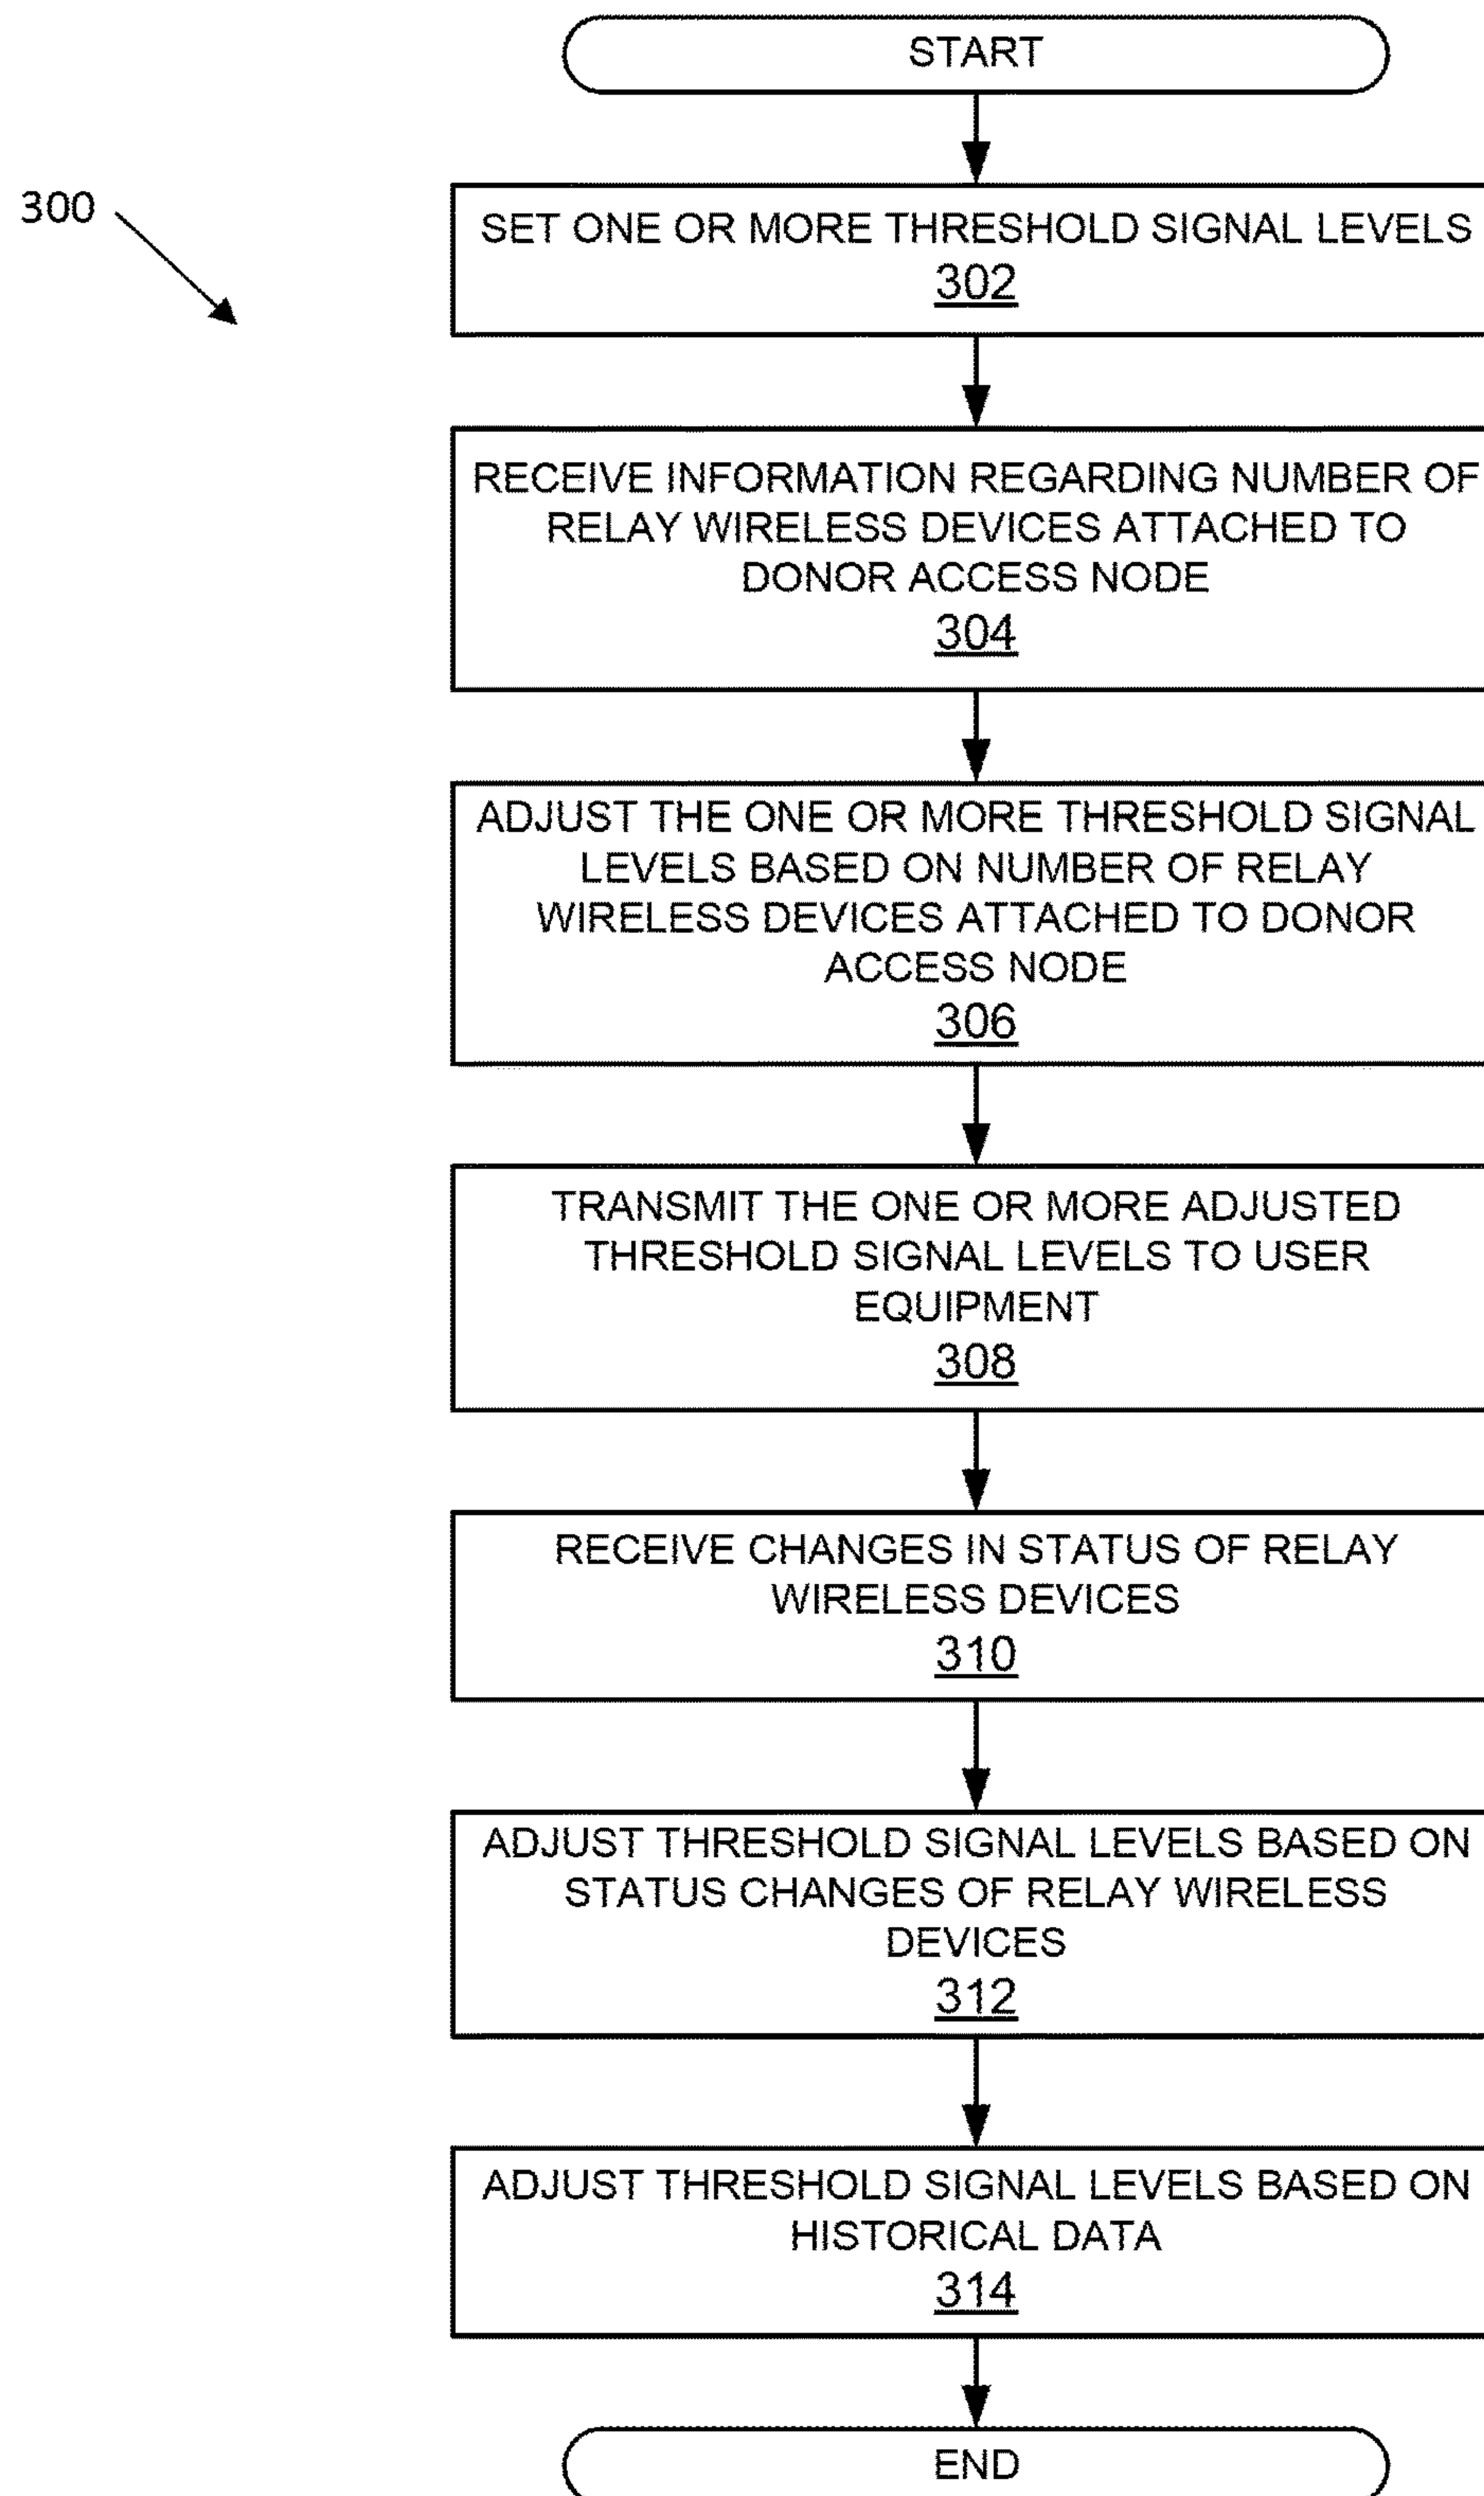 START
300
SET ONE OR MORE THRESHOLD SIGNAL LEVELS
302
RECEIVE INFORMATION REGARDING NUMBER OF
RELAY WIRELESS DEVICES ATTACHED TO
DONOR ACCESS NODE
304
ADJUST THE ONE OR MORE THRESHOLD SIGNAL
LEVELS BASED ON NUMBER OF RELAY
WIRELESS DEVICES ATTACHED TO DONOR
ACCESS NODE
306
TRANSMIT THE ONE OR MORE ADJUSTED
THRESHOLD SIGNAL LEVELS TO USER
EQUIPMENT
308
RECEIVE CHANGES IN STATUS OF RELAY
WIRELESS DEVICES
310
ADJUST THRESHOLD SIGNAL LEVELS BASED ON
STATUS CHANGES OF RELAY WIRELESS
DEVICES
312
ADJUST THRESHOLD SIGNAL LEVELS BASED ON
HISTORICAL DATA
314
END